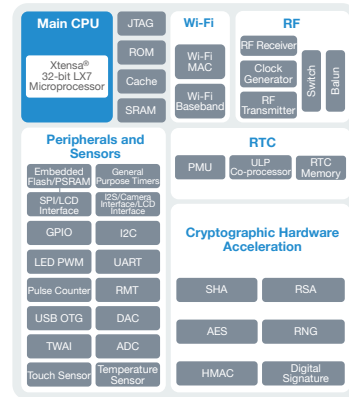 Main CPU
Xtensa®
32-bit LX7
Microprocessor
JTAG
ROM
Cache
SRAM
Wi-Fi
Wi-Fi
MAC
Wi-Fi
Baseband
RF
RF Receiver
Clock
Generator
RF
Transmitter
Switch
Balun
Peripherals and
Sensors
Embedded
Flash/PSRAM
General
Purpose Timers
SPI/LCD
Interface
I2S/Camera
Interface/LCD
Interface
GPIO
I2C
LED PWM
UART
Pulse Counter
RMT
USB OTG
DAC
TWAI
ADC
Touch Sensor
Temperature
Sensor
RTC
PMU
ULP
Co-processor
RTC
Memory
Cryptographic Hardware
Acceleration
SHA
RSA
AES
RNG
HMAC
Digital
Signature